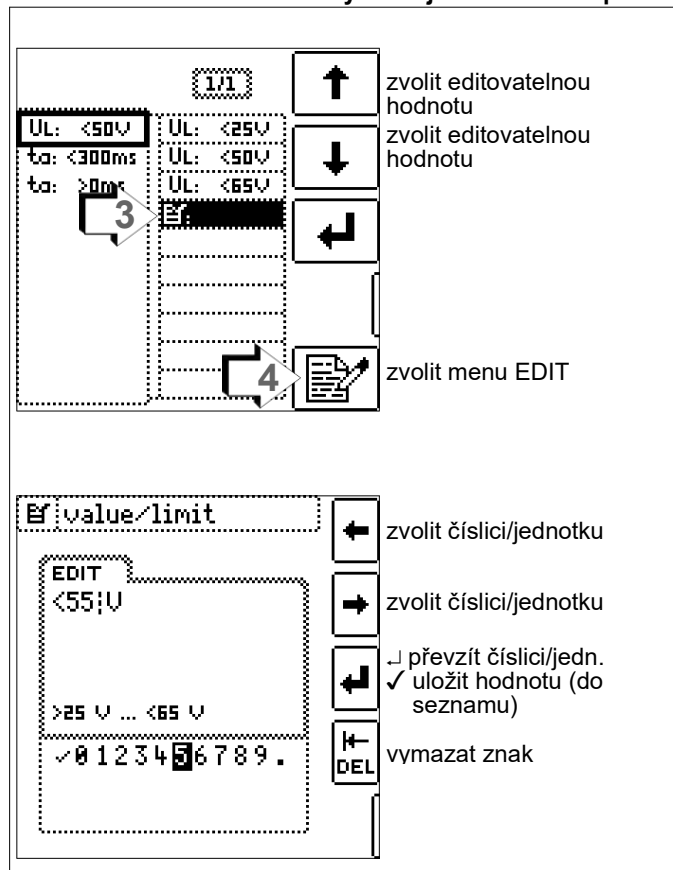 1/1
zvolit editovatelnou
hodnotu
zvolit editovatelnou
hodnotu
UL: <50V
UL: <25V
ta: <300ms
UL: <50V
ta: >0ms
UL: <65V
3
4
zvolit menu EDIT
value/limit
zvolit číslici/jednotku
EDIT
<55¦V
zvolit číslici/jednotku
↵ převzít číslici/jedn.
✓ uložit hodnotu (do
seznamu)
>25 V ... <65 V
✓0123456789.
DEL
vymazat znak